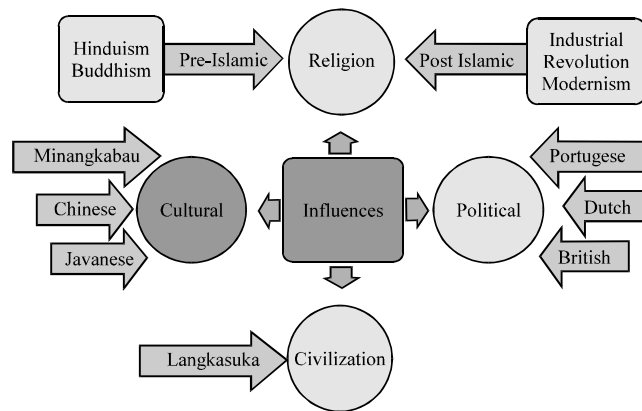 Hinduism
Buddhism
Pre-Islamic
Religion
Post Islamic
Industrial
Revolution
Modernism
Minangkabau
Chinese
Javanese
Cultural
Influences
Political
Portugese
Dutch
British
Langkasuka
Civilization